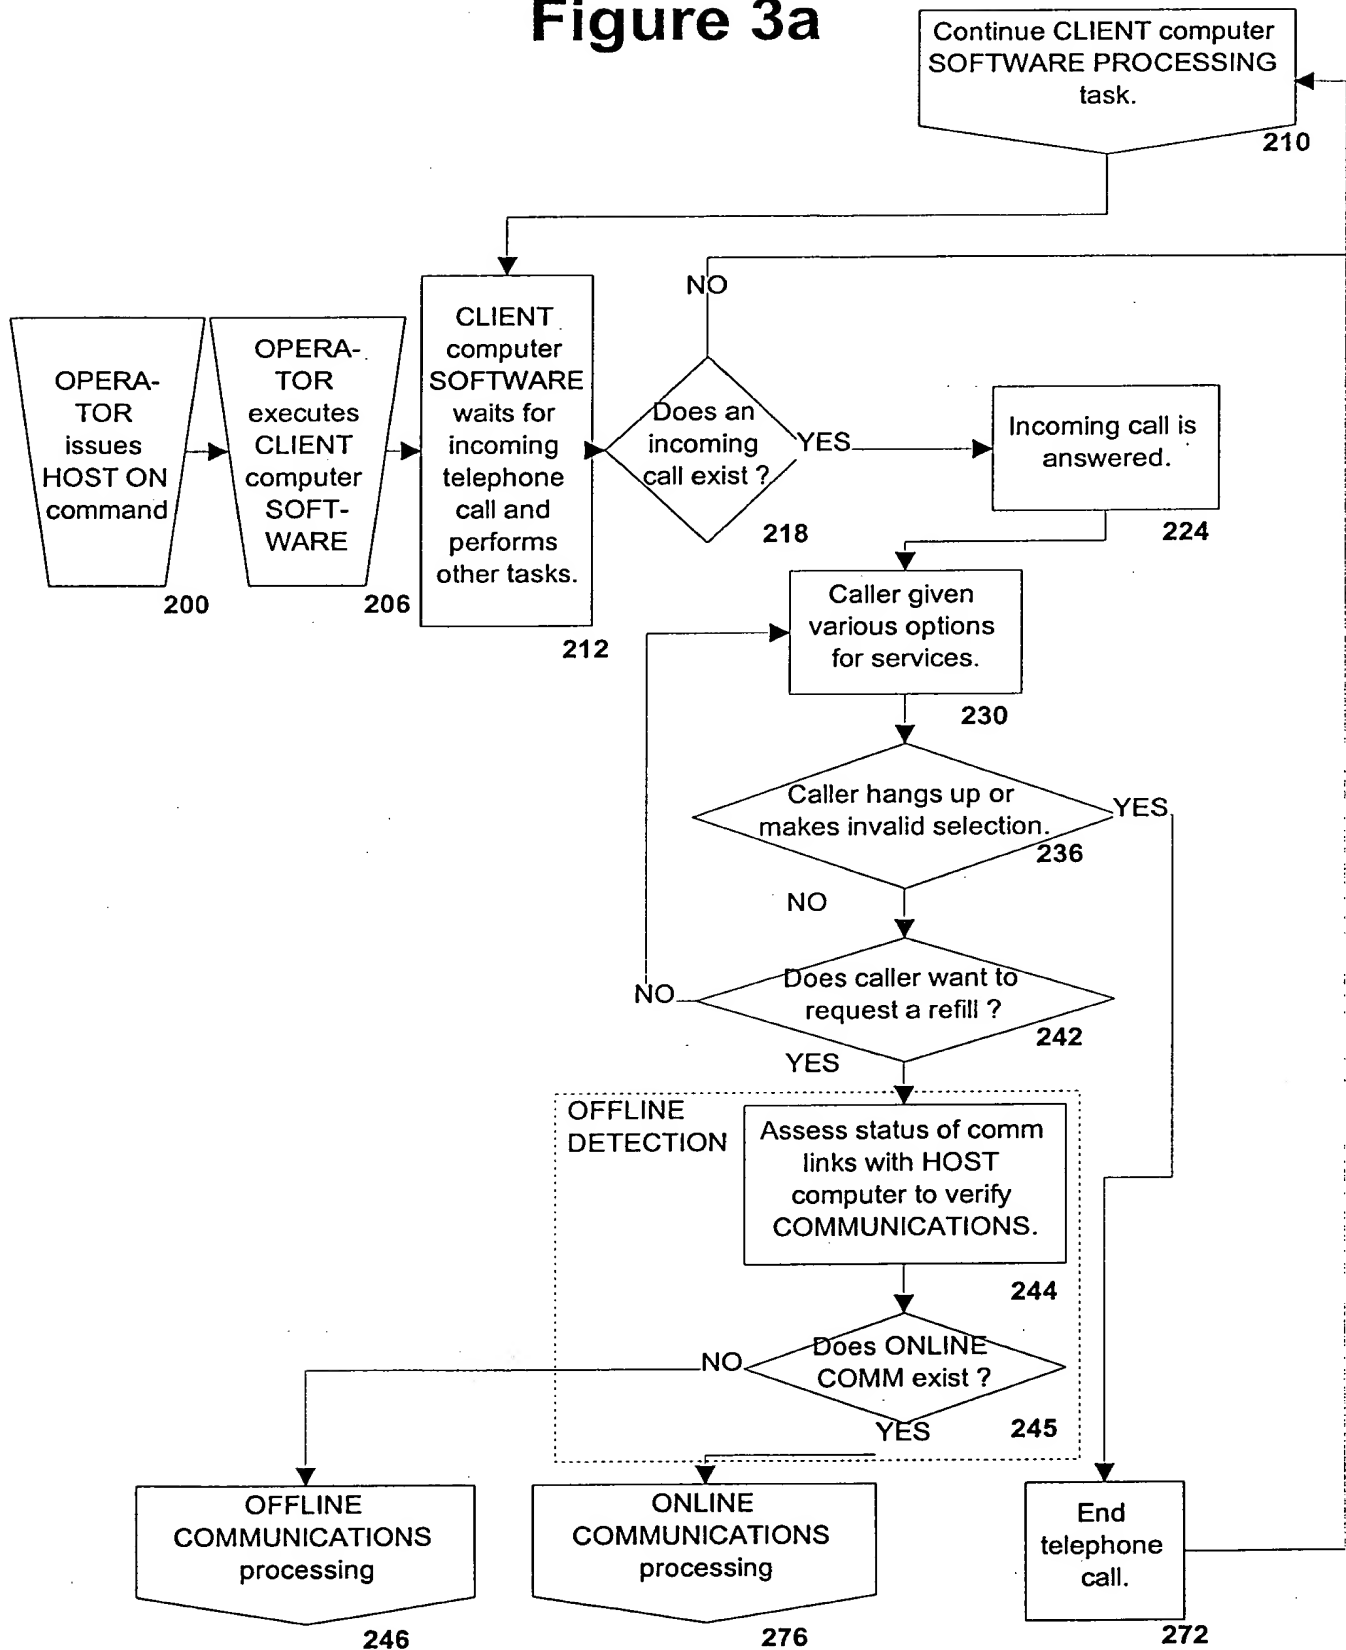 Figure 3a
Continue CLIENT computer
SOFTWARE PROCESSING
task.
210
OPERA-
TOR
issues
HOST ON
command
200
OPERA-
TOR
executes
CLIENT
computer
SOFT-
WARE
206
CLIENT
computer
SOFTWARE
waits for
incoming
telephone
call and
performs
other tasks.
212
NO
Does an
incoming
call exist ?
YES
218
Incoming call is
answered.
224
Caller given
various options
for services.
230
Caller hangs up or
makes invalid selection.
YES
236
NO
Does caller want to
request a refill ?
NO
242
YES
OFFLINE
DETECTION
Assess status of comm
links with HOST
computer to verify
COMMUNICATIONS.
244
Does ONLINE
COMM exist ?
NO
YES
245
OFFLINE
COMMUNICATIONS
processing
246
ONLINE
COMMUNICATIONS
processing
276
End
telephone
call.
272